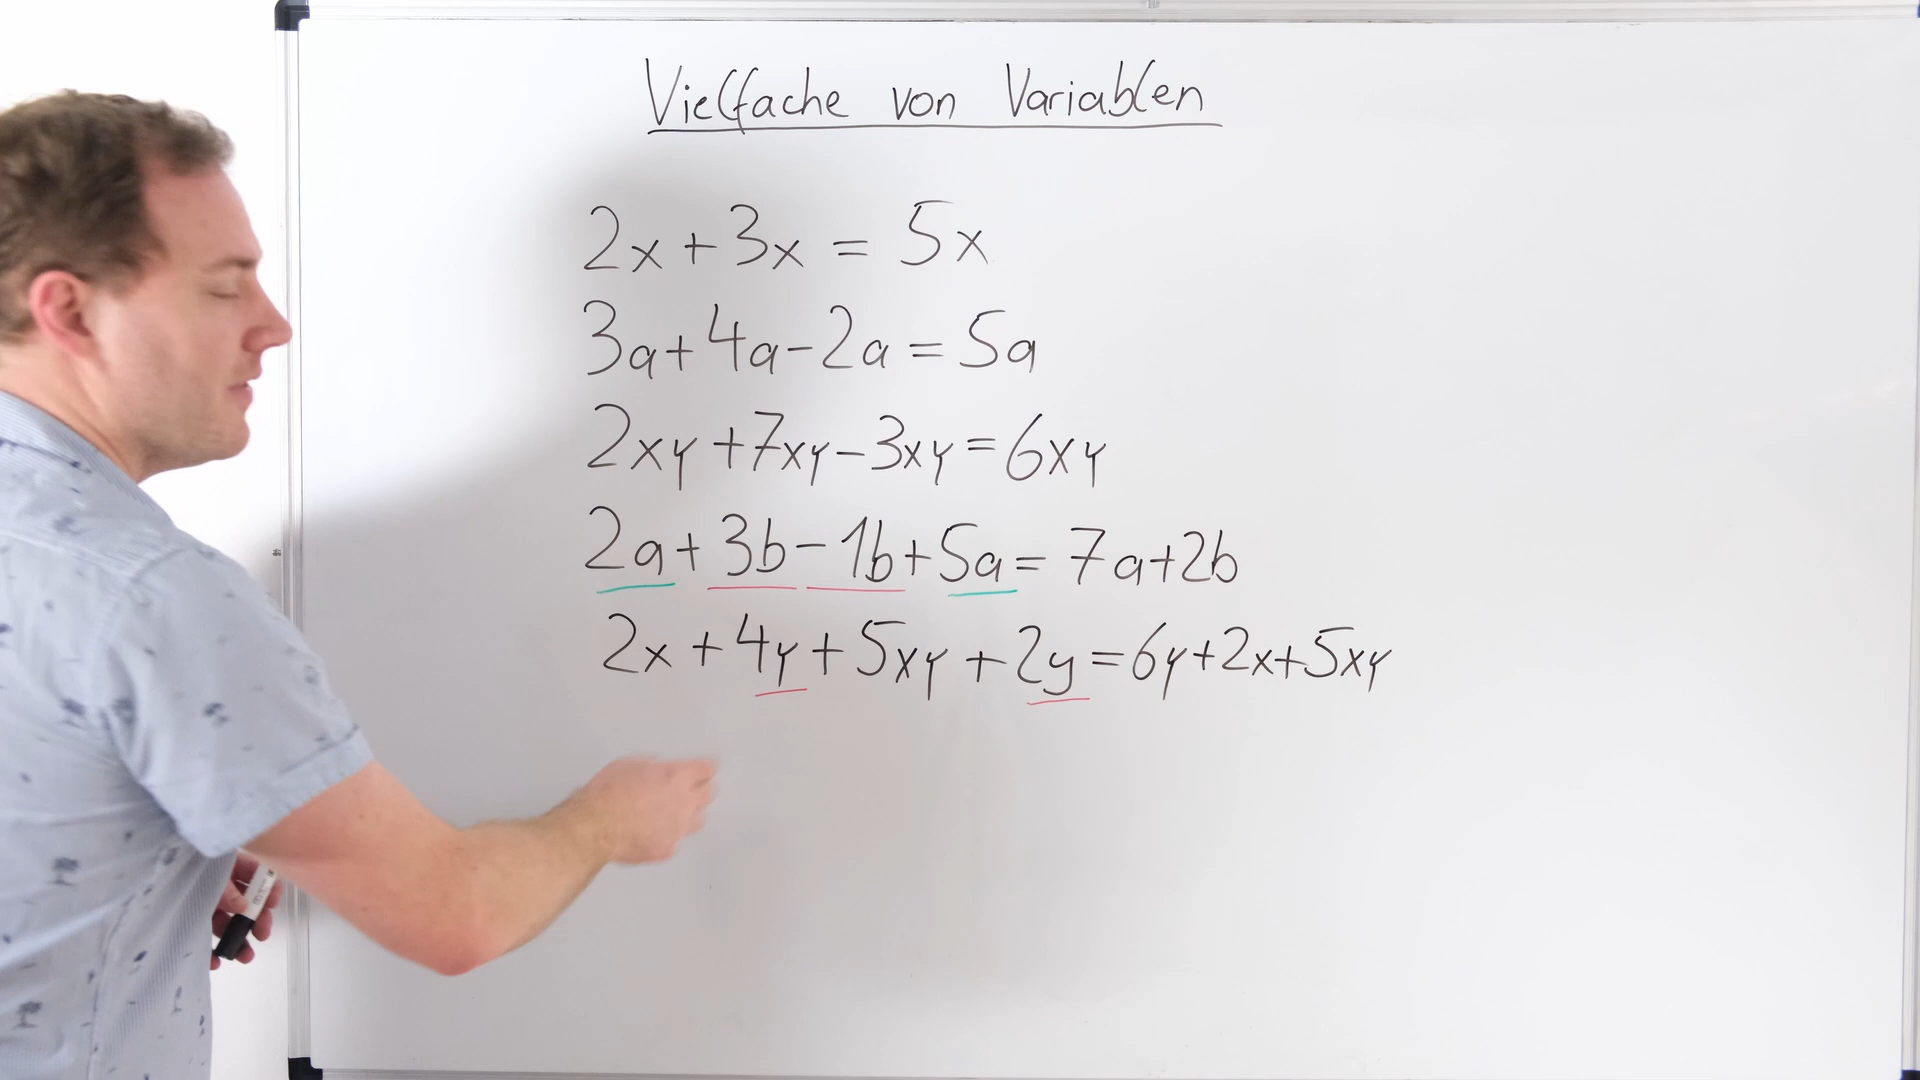 Vielfache von Variablen
2x + 3x = 5x
3a + 4a - 2a = 5a
2xy + 7xy - 3xy = 6xy
2a + 3b - 1b + 5a = 7a + 2b
2x + 4y + 5xy + 2y = 6y + 2x + 5xy